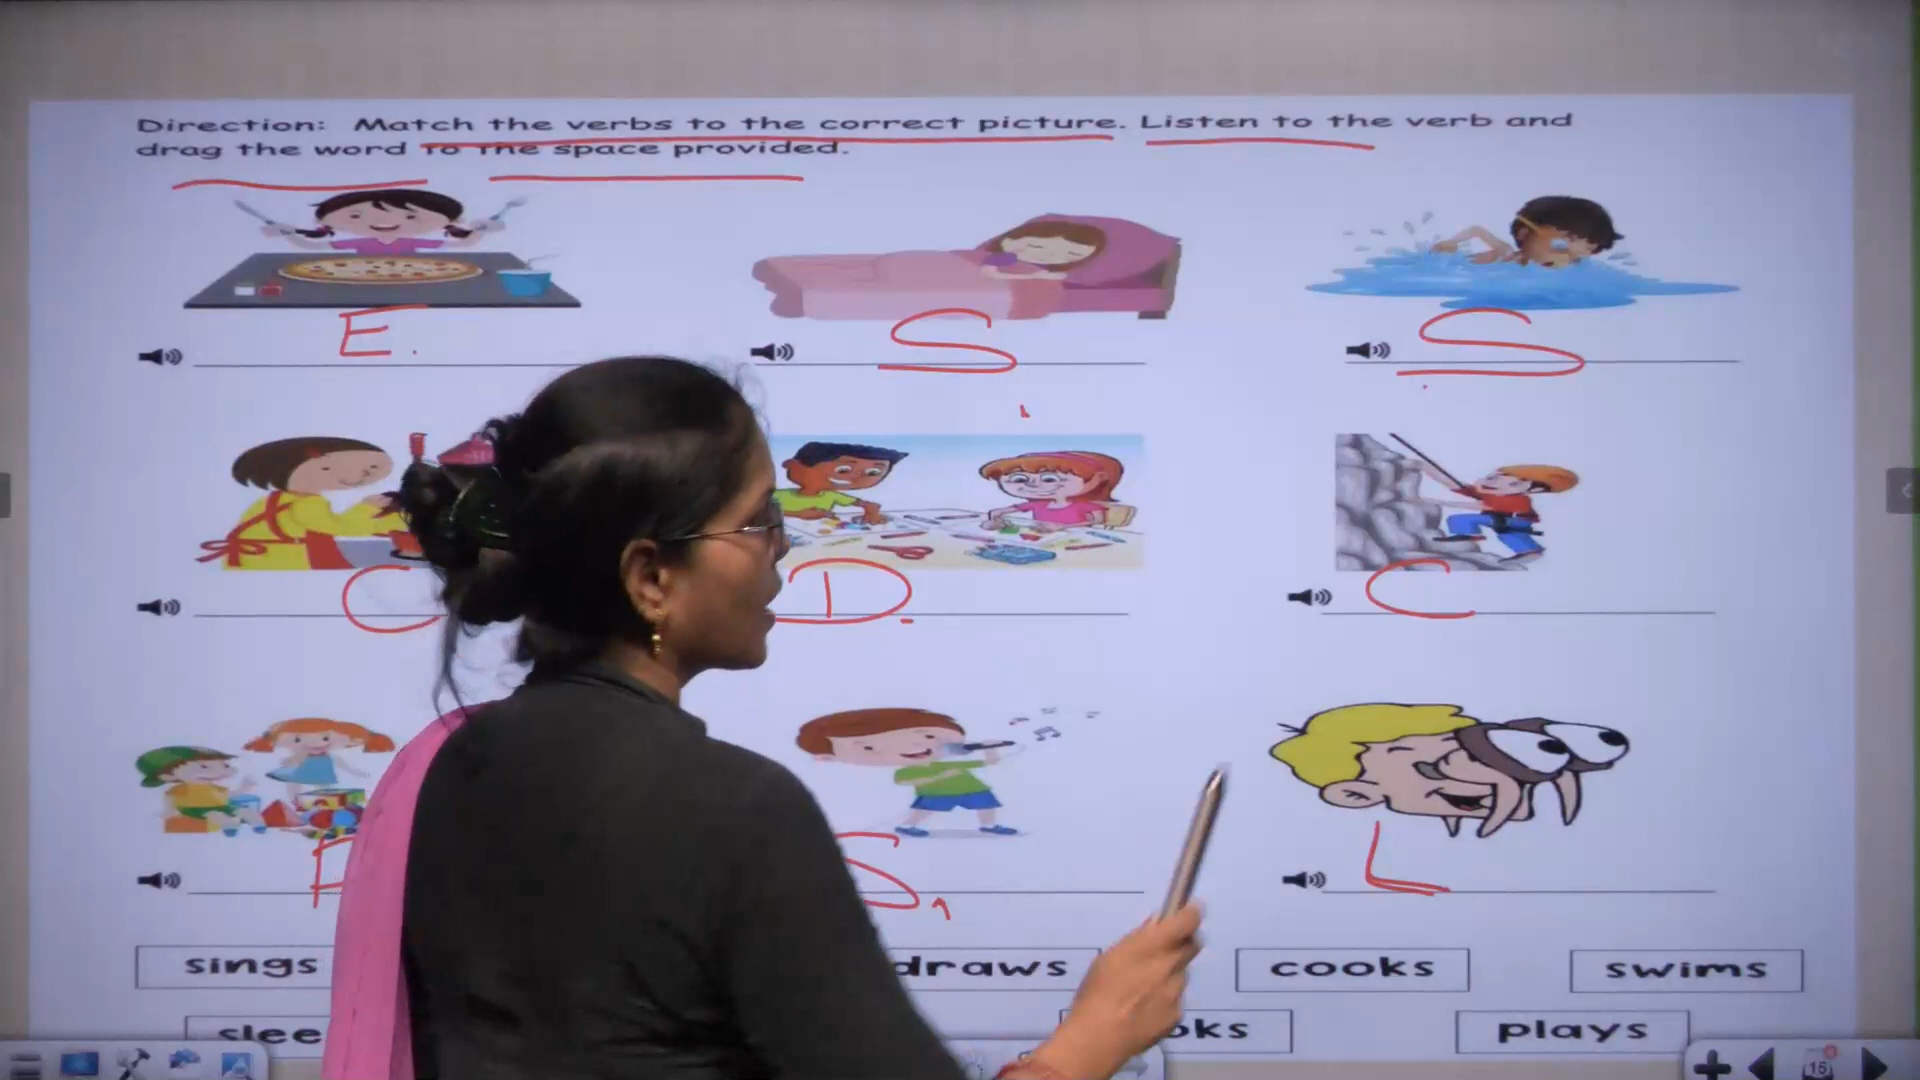 Direction: Match the verbs to the correct picture. Listen to the verb and
drag the word to the space provided.
E.
S
S
C
D.
C
S
L
sings
draws
cooks
swims
plays
15